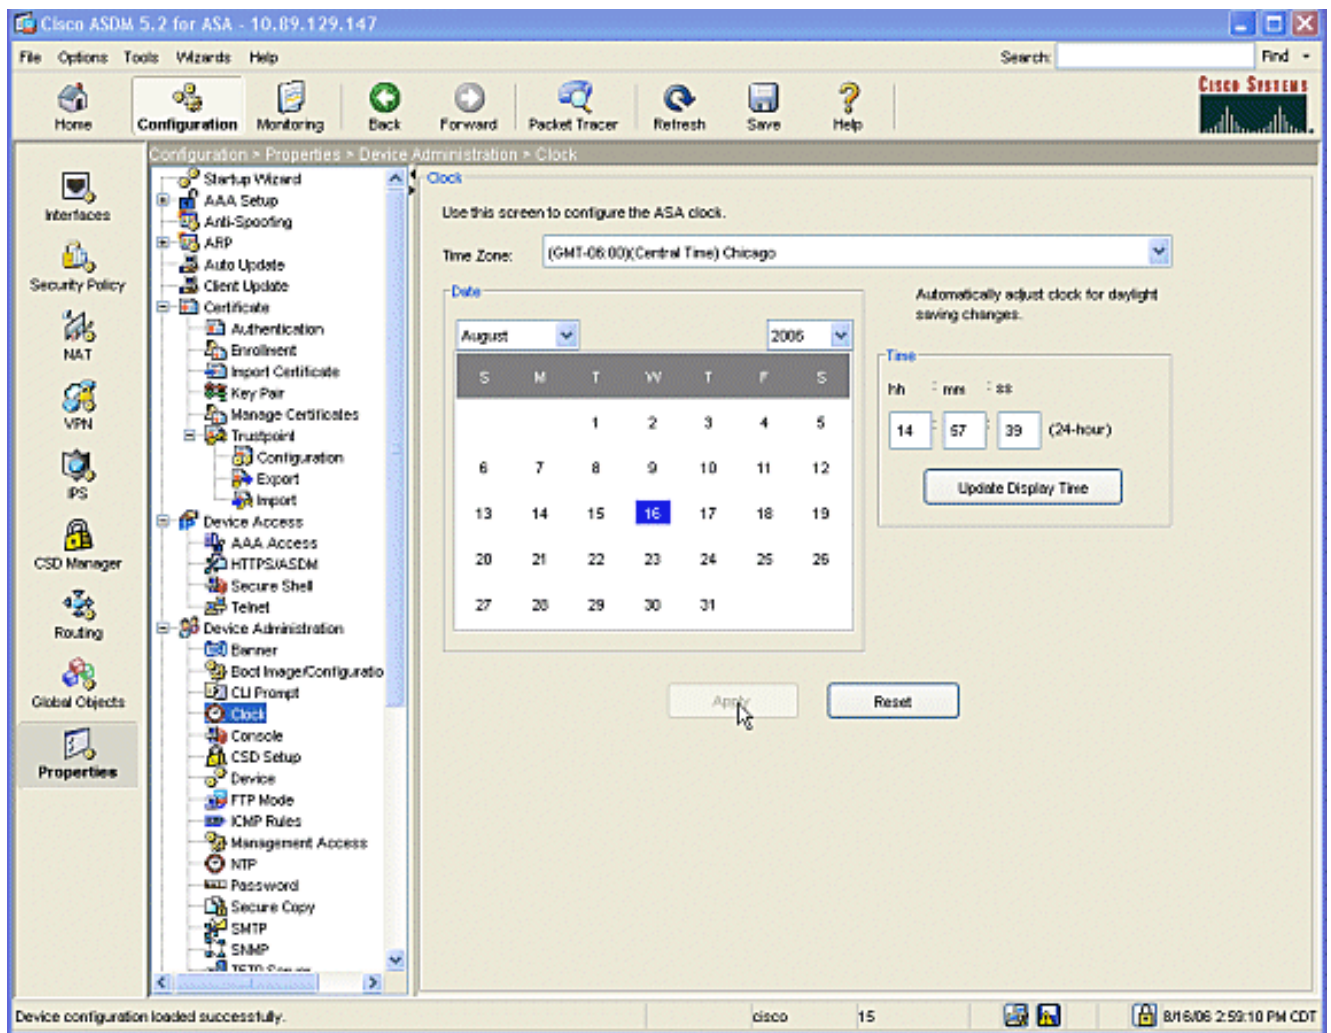 Cisco ASDM 5.2 for ASA - 10.89.129.147
File Options Tools Wizards Help Search: Find
Home Configuration Monitoring Back Forward Packet Tracer Refresh Save Help
CISCO SYSTEMS
Configuration > Properties > Device Administration > Clock
Interfaces
Security Policy
NAT
VPN
IPS
CSD Manager
Routing
Global Objects
Properties
Startup Wizard
AAA Setup
Anti-Spoofing
ARP
Auto Update
Client Update
Certificate
Authentication
Enrollment
Import Certificate
Key Pair
Manage Certificates
Trustpoint
Configuration
Export
Import
Device Access
AAA Access
HTTPS/ASDM
Secure Shell
Telnet
Device Administration
Banner
Boot Image/Configuratio
CLI Prompt
Clock
Console
CSD Setup
Device
FTP Mode
ICMP Rules
Management Access
NTP
Password
Secure Copy
SMTP
SNMP
TFTP Server
Clock
Use this screen to configure the ASA clock.
Time Zone: (GMT-06:00)(Central Time) Chicago
Date
August 2006
S M T W T F S
1 2 3 4 5
6 7 8 9 10 11 12
13 14 15 16 17 18 19
20 21 22 23 24 25 26
27 28 29 30 31
Automatically adjust clock for daylight
saving changes.
Time
hh : mm : ss
14 : 57 : 39 (24-hour)
Update Display Time
Apply Reset
Device configuration loaded successfully. cisco 15 8/16/06 2:59:10 PM CDT